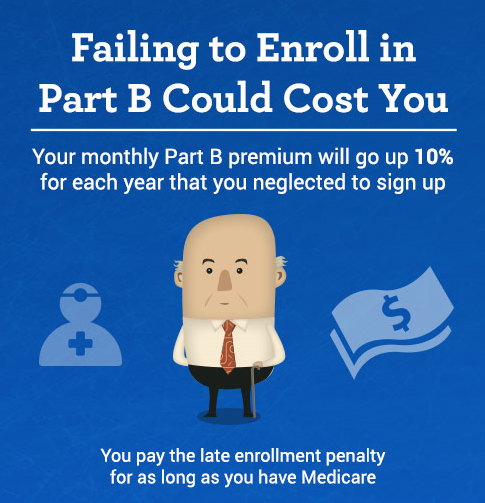 Failing to Enroll in
Part B Could Cost You
Your monthly Part B premium will go up 10%
for each year that you neglected to sign up
$
You pay the late enrollment penalty
for as long as you have Medicare